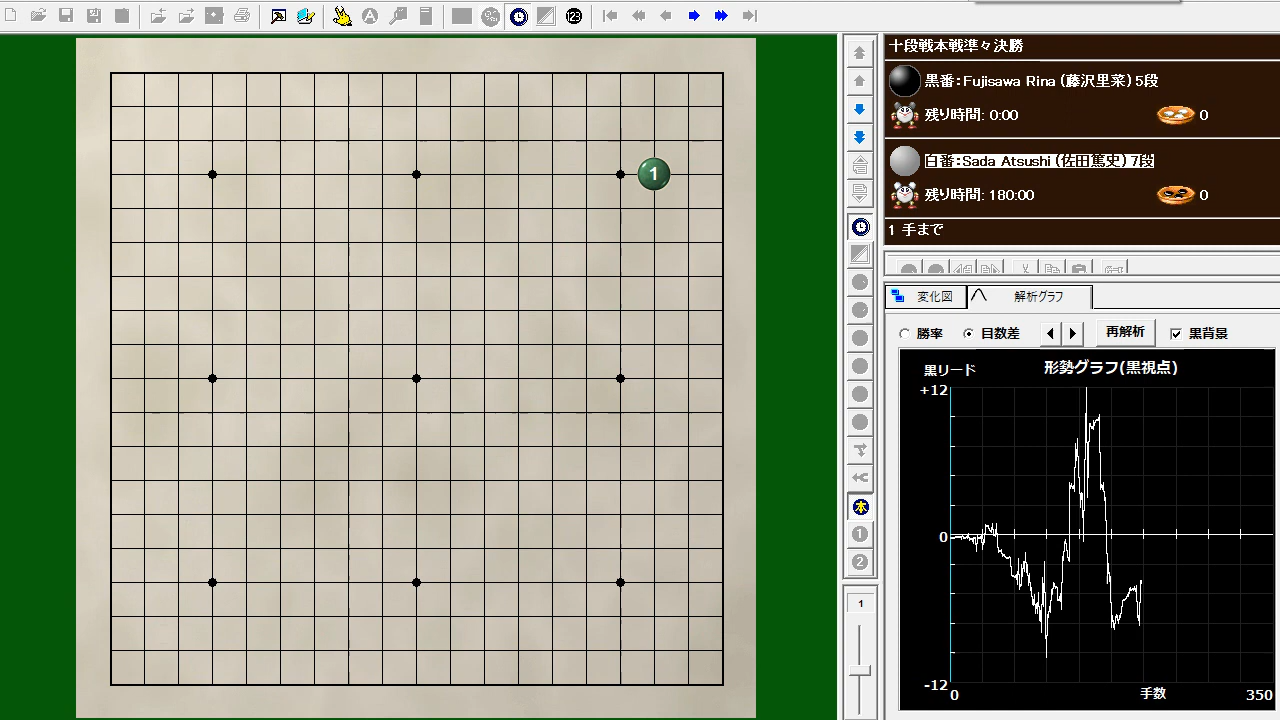 123
十段戦本戦準々決勝
黒番：Fujisawa Rina (藤沢里菜) 5段
残り時間: 0:00
0
白番：Sada Atsushi (佐田篤史) 7段
残り時間: 180:00
0
1 手まで
1
本
1
2
1
変化図
解析グラフ
勝率
目数差
再解析
黒背景
黒リード
形勢グラフ(黒視点)
+12
0
-12
0
手数
350